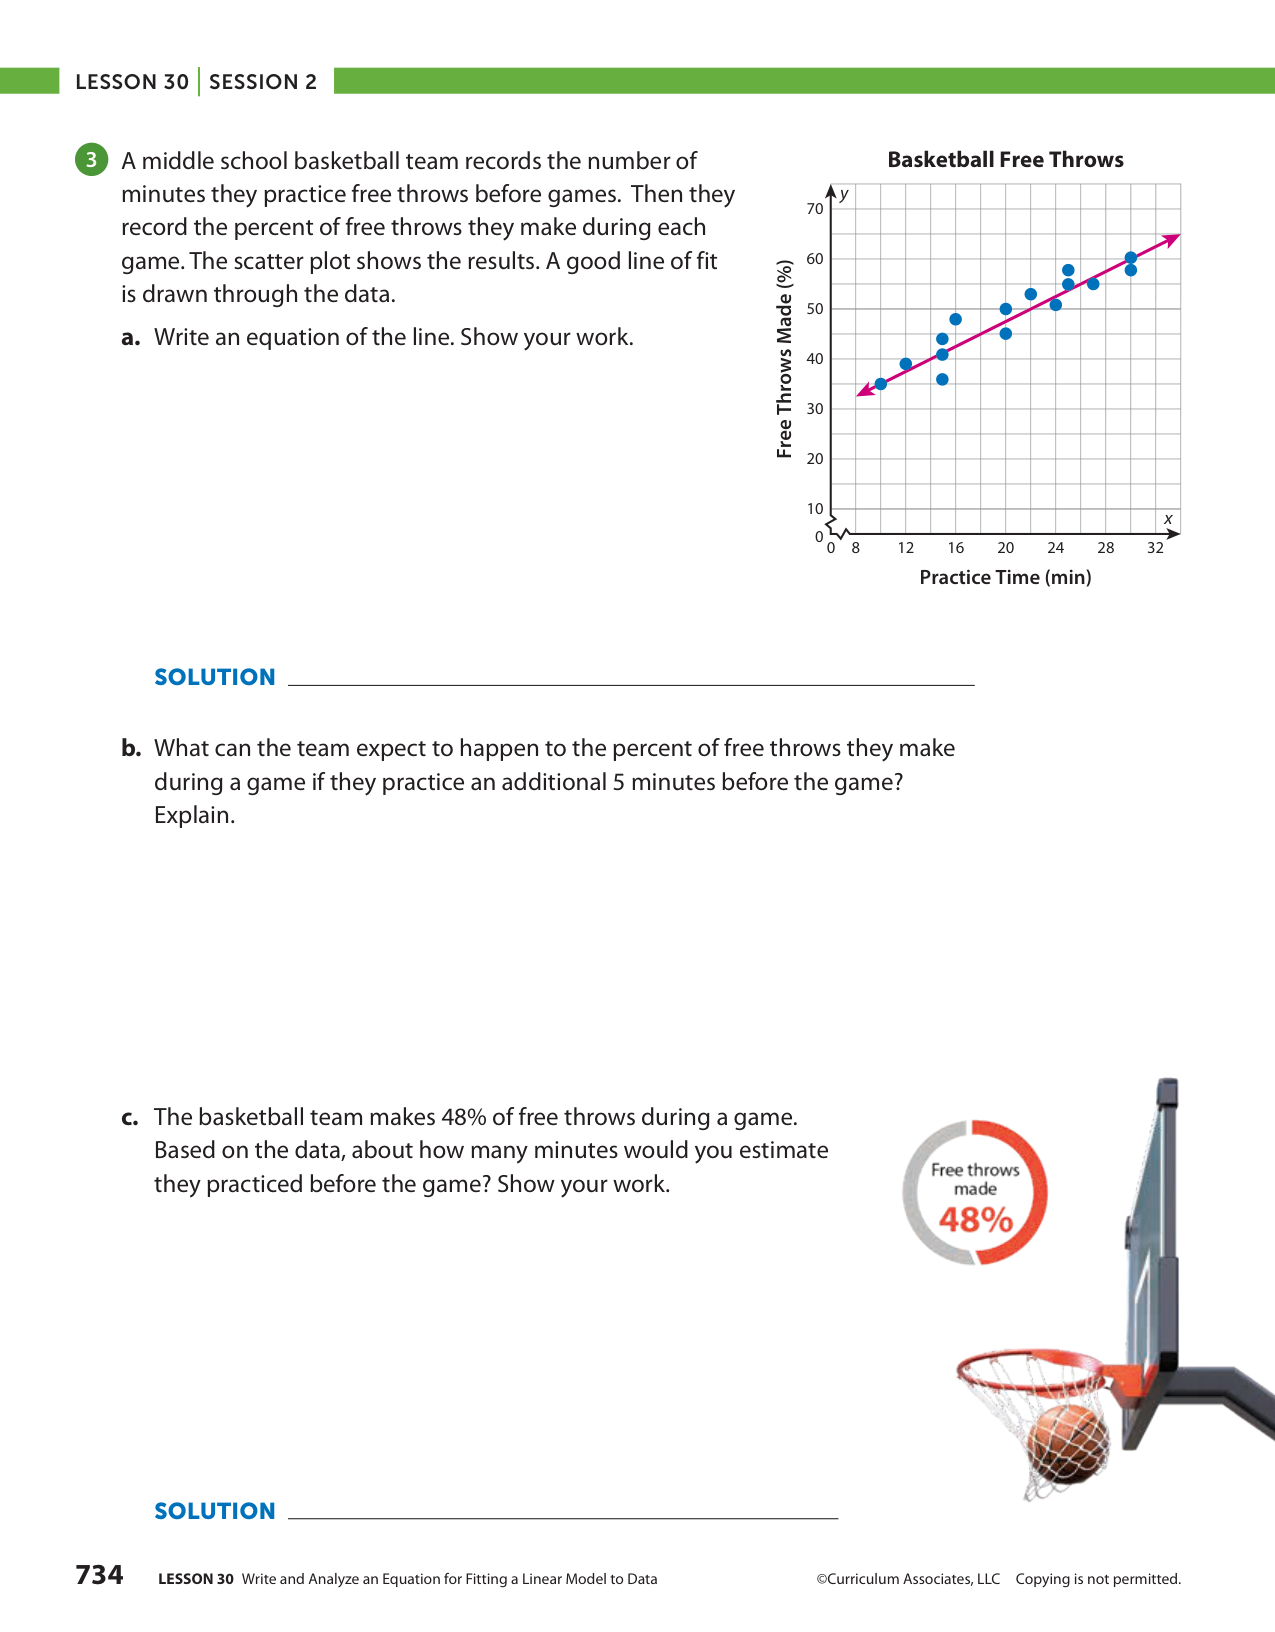 LESSON 30 | SESSION 2
3 A middle school basketball team records the number of
minutes they practice free throws before games. Then they
record the percent of free throws they make during each
game. The scatter plot shows the results. A good line of fit
is drawn through the data.
a. Write an equation of the line. Show your work.
Basketball Free Throws
y
70
60
50
40
30
20
10
0
Free Throws Made (%)
x
0 8 12 16 20 24 28 32
Practice Time (min)
SOLUTION
b. What can the team expect to happen to the percent of free throws they make
during a game if they practice an additional 5 minutes before the game?
Explain.
c. The basketball team makes 48% of free throws during a game.
Based on the data, about how many minutes would you estimate
they practiced before the game? Show your work.
Free throws
made
48%
SOLUTION
734 LESSON 30 Write and Analyze an Equation for Fitting a Linear Model to Data
©Curriculum Associates, LLC Copying is not permitted.